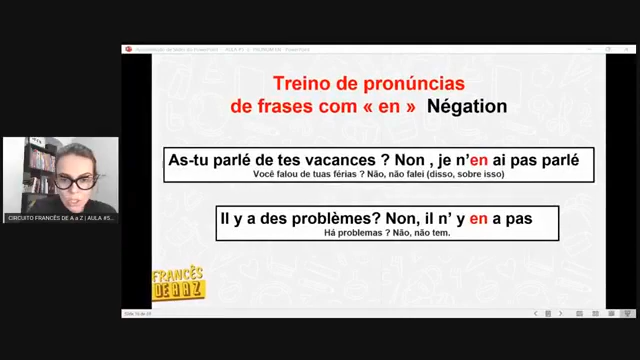 Treino de pronúncias
de frases com « en » Négation
As-tu parlé de tes vacances ? Non , je n’en ai pas parlé
Você falou de tuas férias ? Não, não falei (disso, sobre isso)
Il y a des problèmes? Non, il n’ y en a pas
Há problemas ? Não, não tem.
CIRCUITO FRANCÊS DE A a Z | AULA #5...
FRANCÊS
DE A A Z